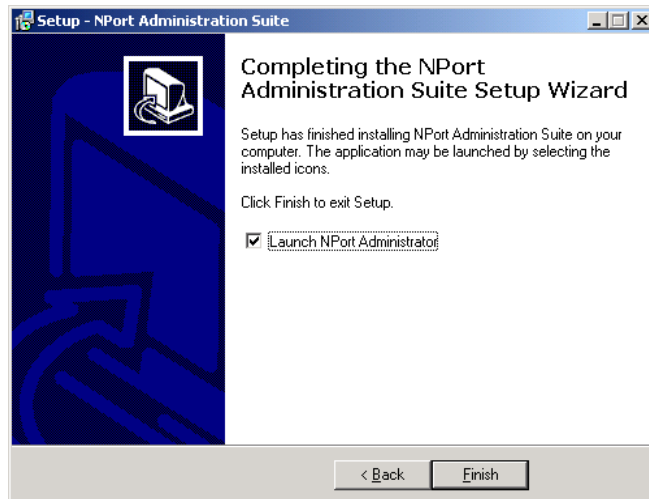 Setup - NPort Administration Suite
Completing the NPort
Administration Suite Setup Wizard
Setup has finished installing NPort Administration Suite on your
computer. The application may be launched by selecting the
installed icons.
Click Finish to exit Setup.
Launch NPort Administrator
< Back
Finish